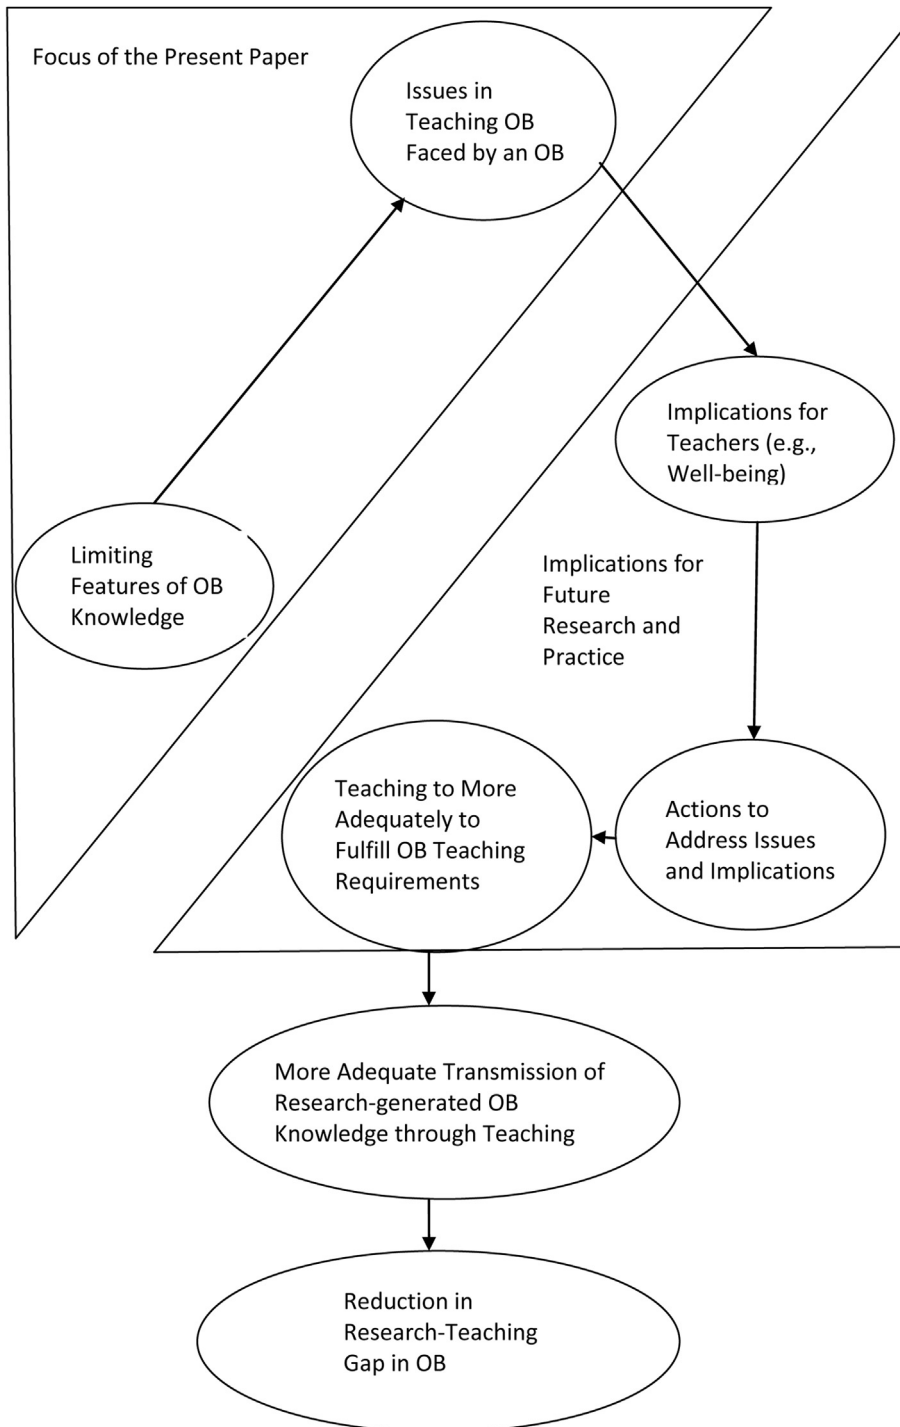 Focus of the Present Paper
Issues in
Teaching OB
Faced by an OB
Implications for
Teachers (e.g.,
Well-being)
Limiting
Features of OB
Knowledge
Implications for
Future
Research and
Practice
Teaching to More
Adequately to
Fulfill OB Teaching
Requirements
Actions to
Address Issues
and Implications
More Adequate Transmission of
Research-generated OB
Knowledge through Teaching
Reduction in
Research-Teaching
Gap in OB